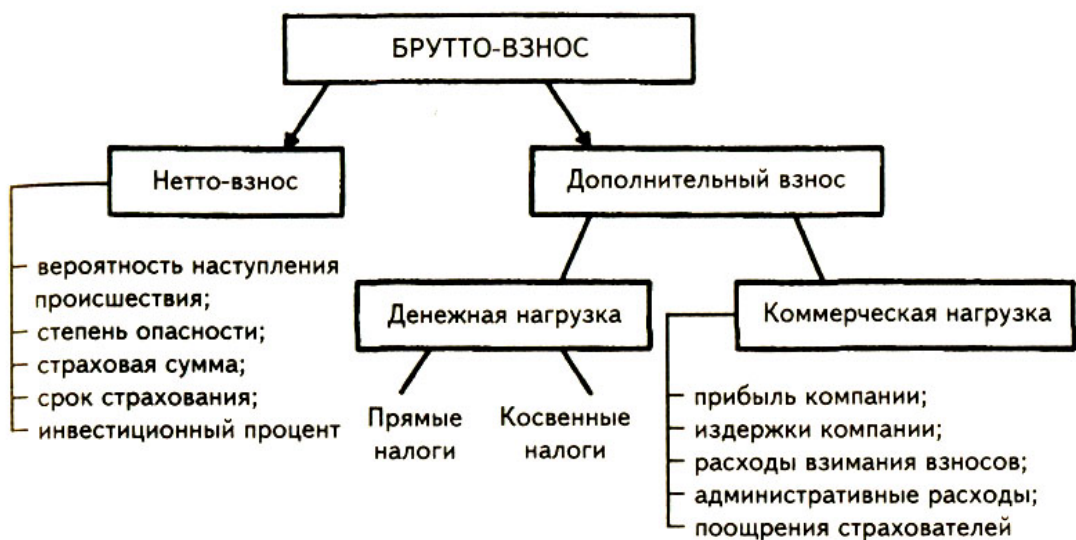 БРУТТО-ВЗНОС
Нетто-взнос
Дополнительный взнос
вероятность наступления
происшествия;
степень опасности;
страховая сумма;
срок страхования;
инвестиционный процент
Денежная нагрузка
Коммерческая нагрузка
Прямые
налоги
Косвенные
налоги
прибыль компании;
издержки компании;
расходы взимания взносов;
административные расходы;
поощрения страхователей